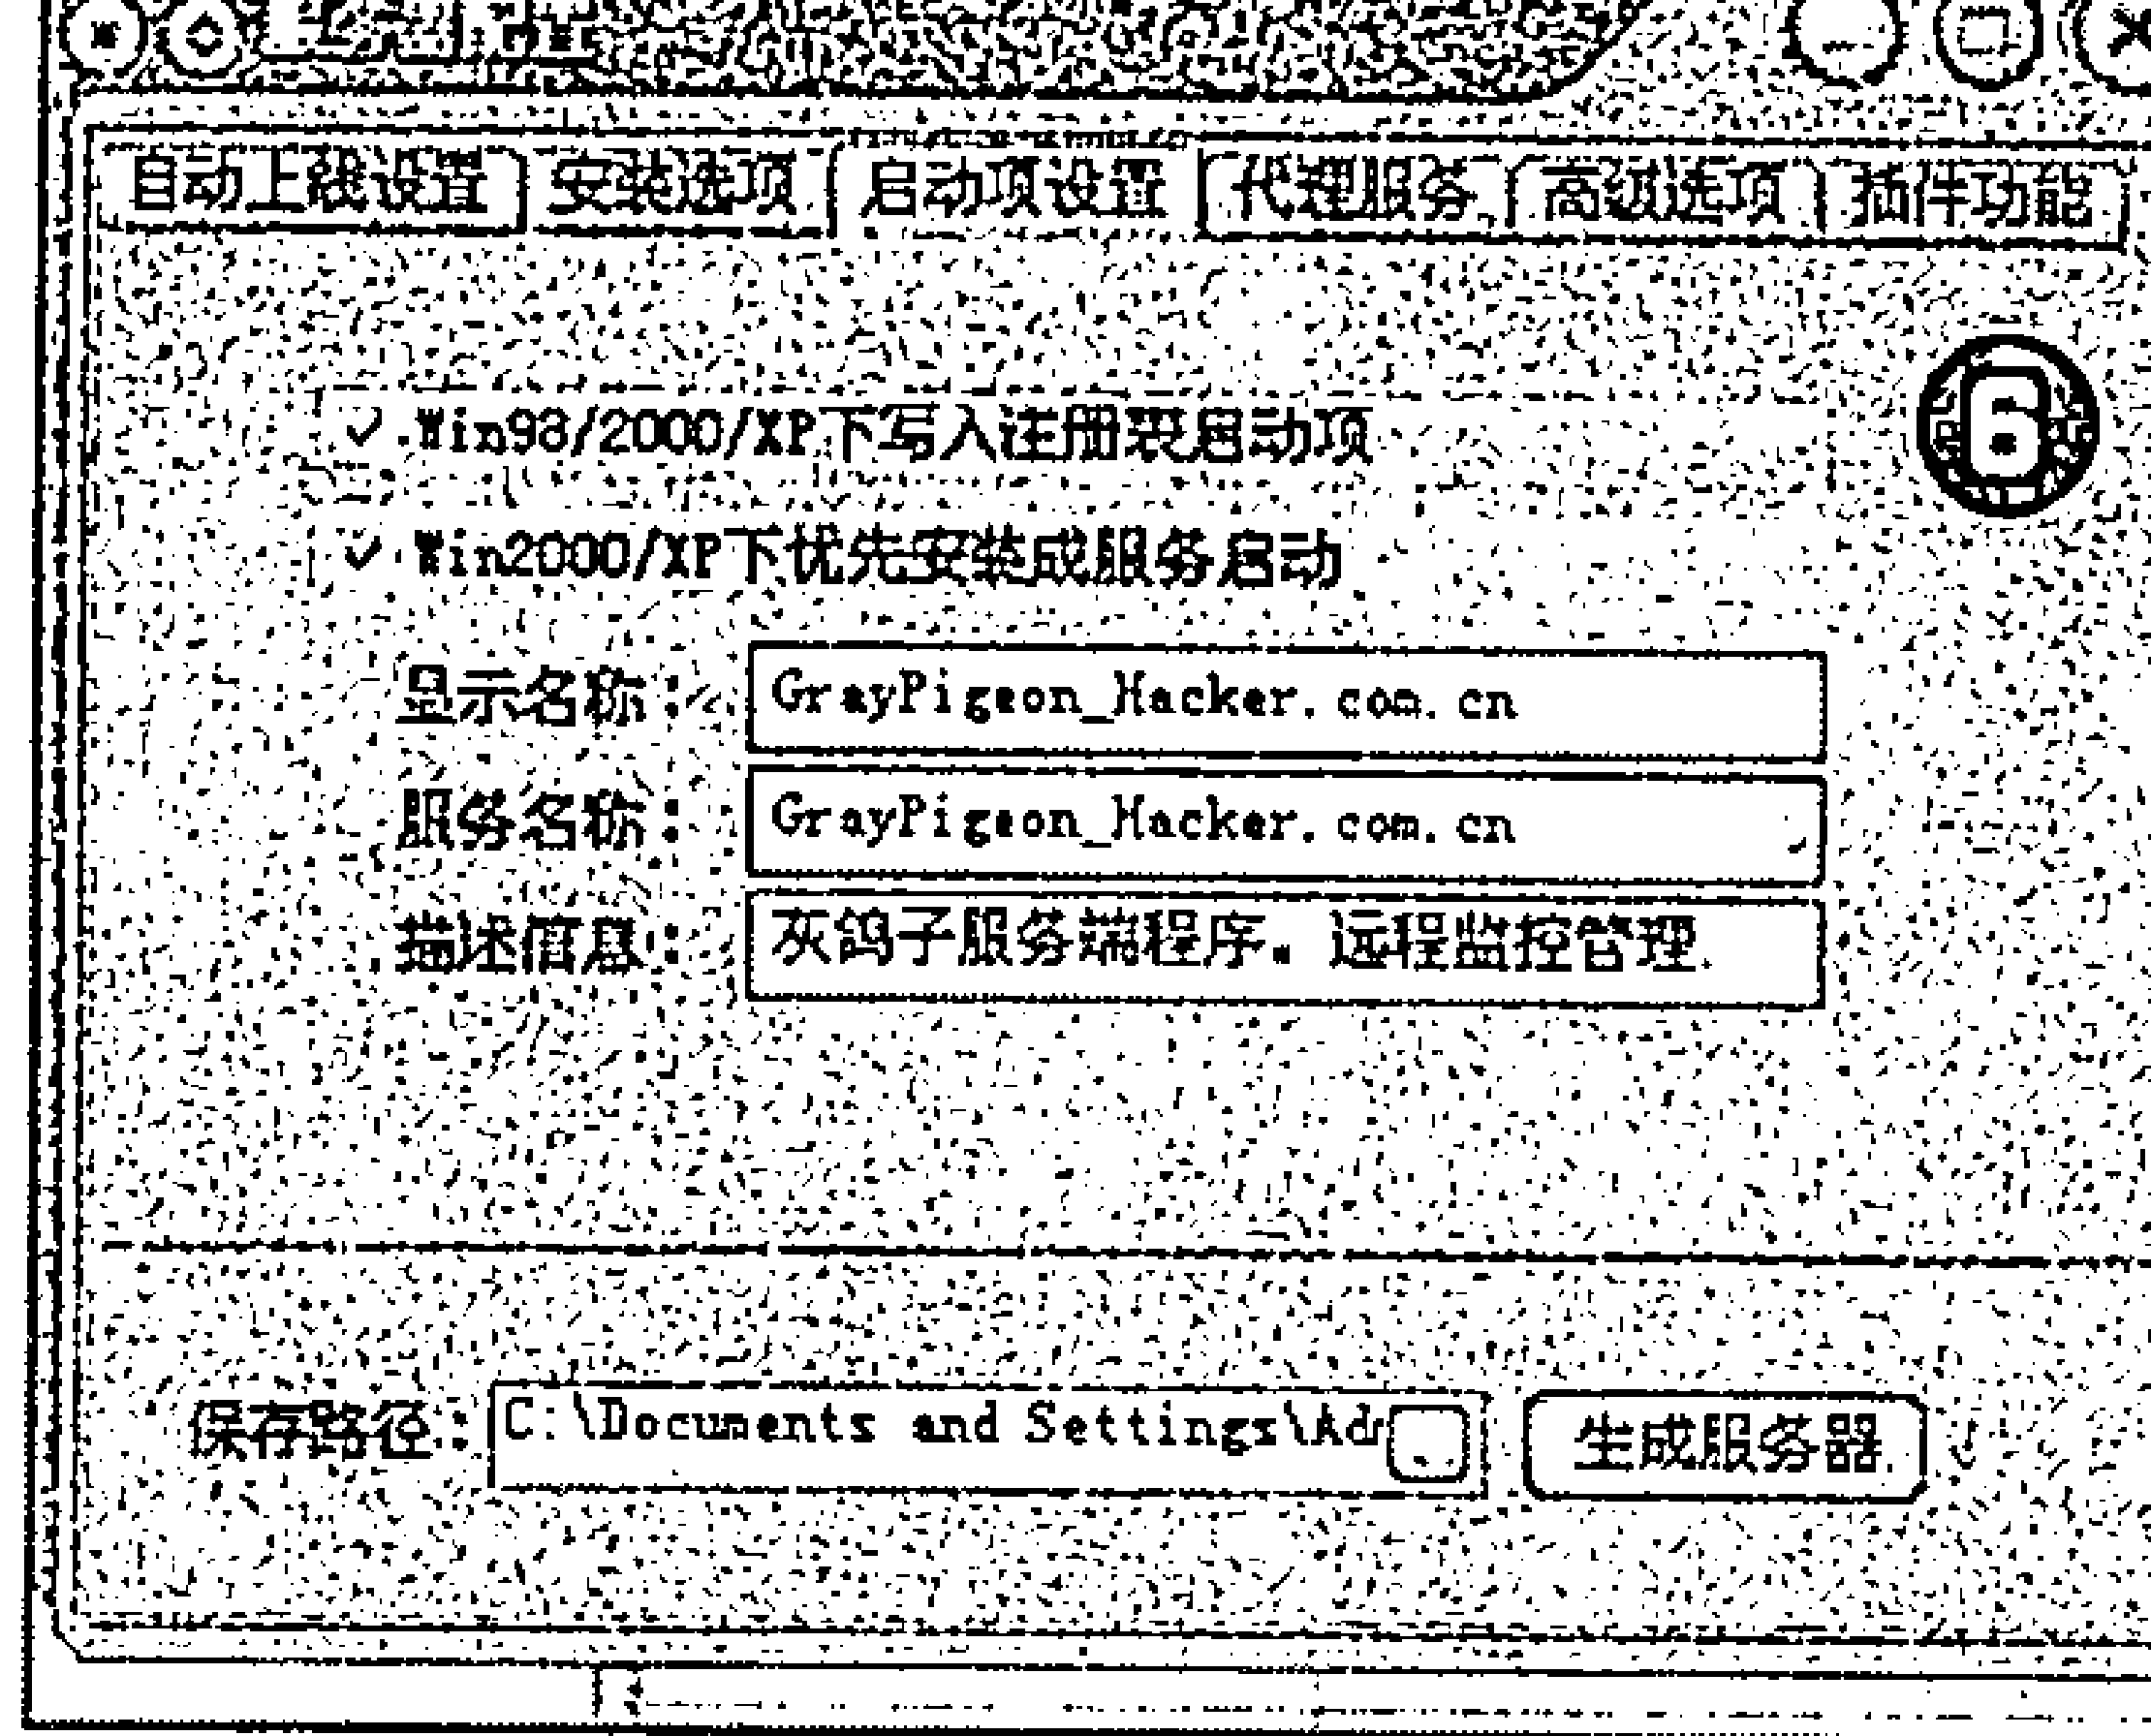 自动上线设置 安装选项 启动项设置 代理服务 高级选项 插件功能
6
Win98/2000/XP下写入注册表启动项
Win2000/XP下优先安装成服务启动
显示名称: GrayPigeon_Hacker.com.cn
服务名称: GrayPigeon_Hacker.com.cn
描述信息: 灰鸽子服务端程序。远程监控管理.
保存路径: C:\Documents and Settings\Ad
生成服务器